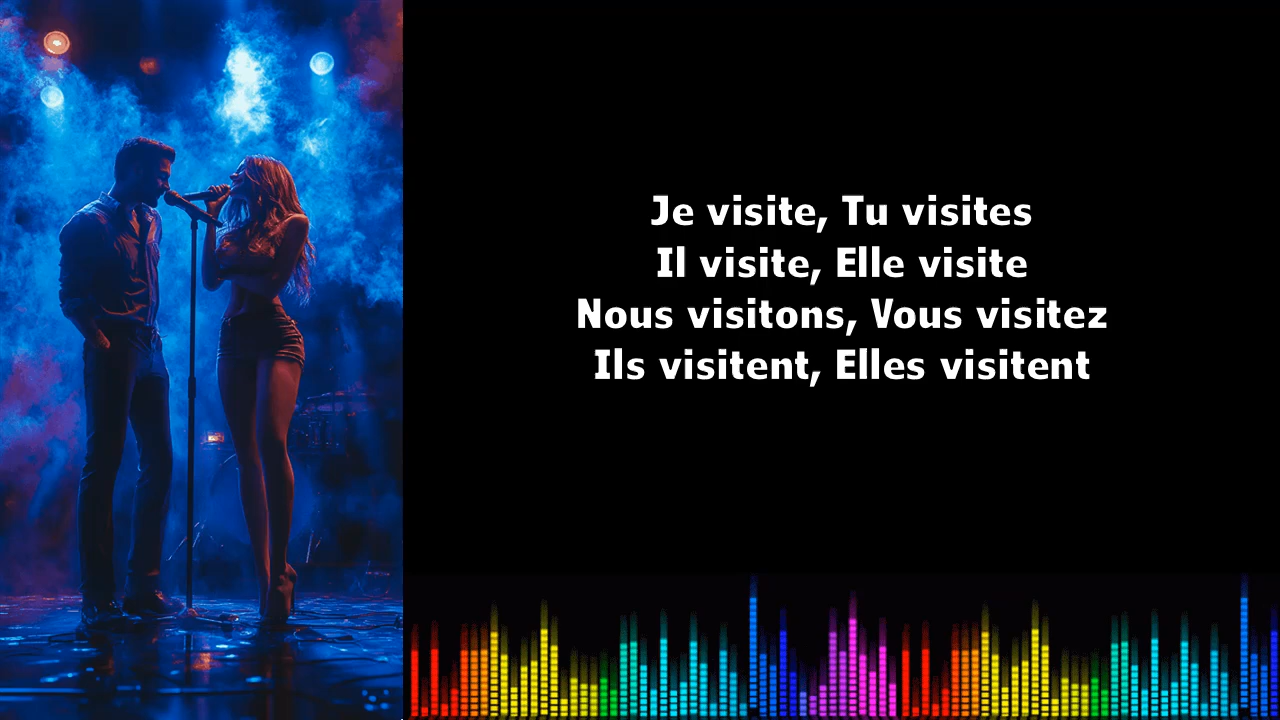 Je visite, Tu visites
Il visite, Elle visite
Nous visitons, Vous visitez
Ils visitent, Elles visitent